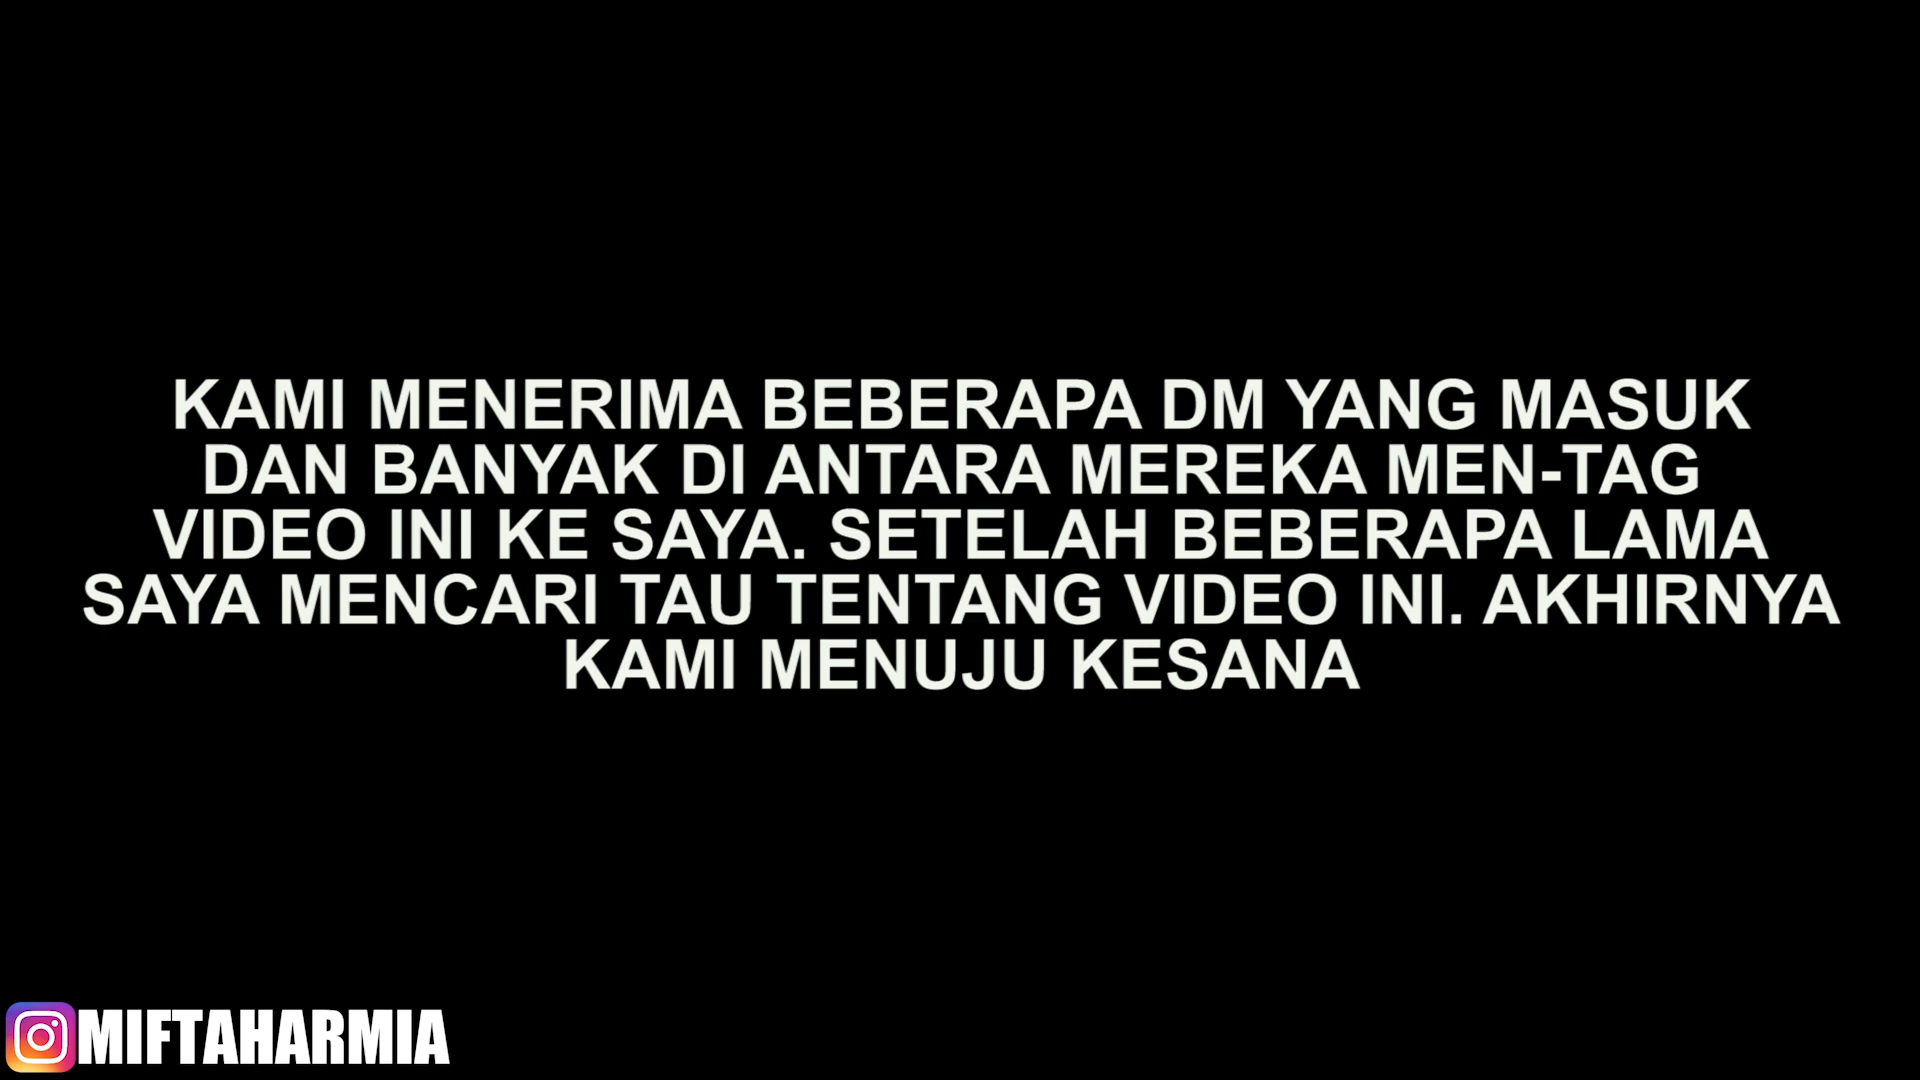 KAMI MENERIMA BEBERAPA DM YANG MASUK
DAN BANYAK DI ANTARA MEREKA MEN-TAG
VIDEO INI KE SAYA. SETELAH BEBERAPA LAMA
SAYA MENCARI TAU TENTANG VIDEO INI. AKHIRNYA
KAMI MENUJU KESANA
MIFTAHARMIA